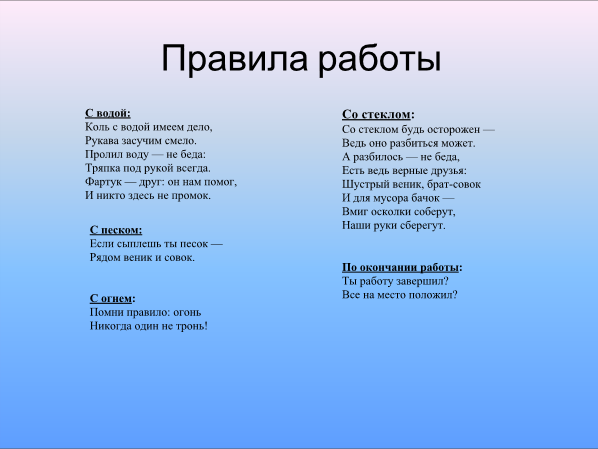 Правила работы
С водой:
Коль с водой имеем дело,
Рукава засучим смело.
Пролил воду — не беда:
Тряпка под рукой всегда.
Фартук — друг: он нам помог,
И никто здесь не промок.
С песком:
Если сыплешь ты песок —
Рядом веник и совок.
С огнем:
Помни правило: огонь
Никогда один не тронь!
Со стеклом:
Со стеклом будь осторожен —
Ведь оно разбиться может.
А разбилось — не беда,
Есть ведь верные друзья:
Шустрый веник, брат-совок
И для мусора бачок —
Вмиг осколки соберут,
Наши руки сберегут.
По окончании работы:
Ты работу завершил?
Все на место положил?